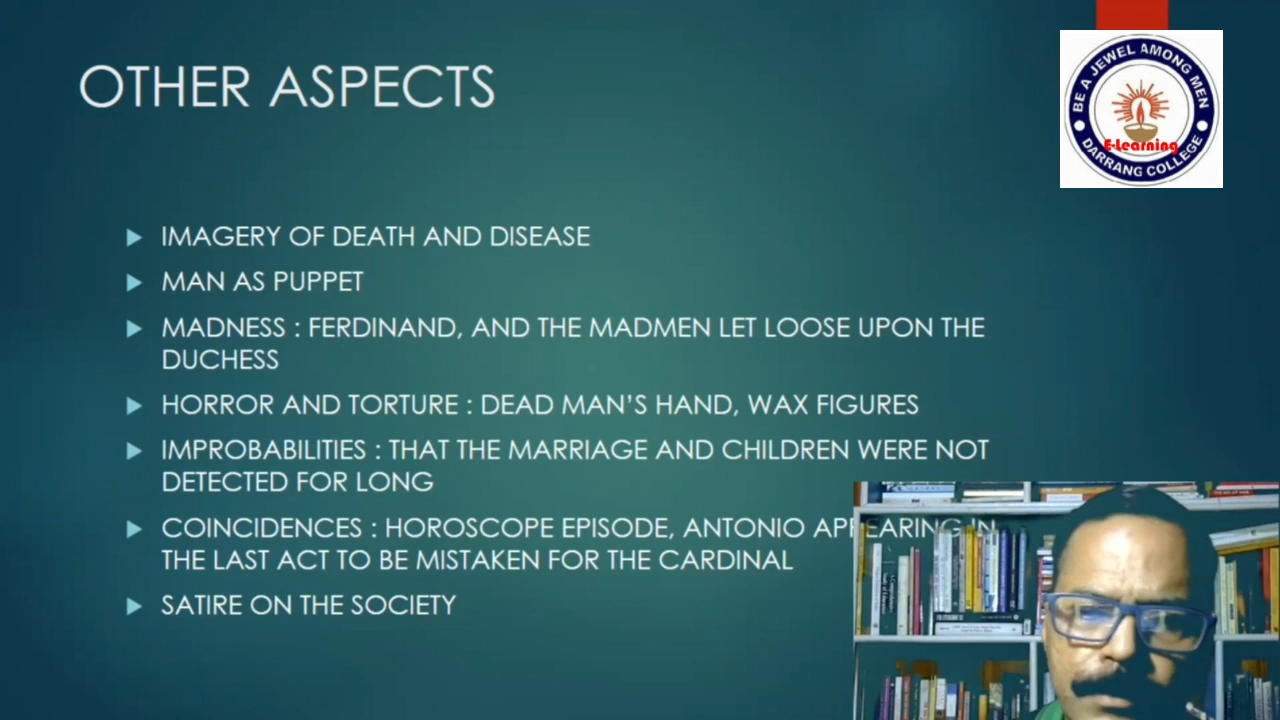 OTHER ASPECTS
BE A JEWEL AMONG MEN
E-Learning
DARRANG COLLEGE
IMAGERY OF DEATH AND DISEASE
MAN AS PUPPET
MADNESS : FERDINAND, AND THE MADMEN LET LOOSE UPON THE
DUCHESS
HORROR AND TORTURE : DEAD MAN'S HAND, WAX FIGURES
IMPROBABILITIES : THAT THE MARRIAGE AND CHILDREN WERE NOT
DETECTED FOR LONG
COINCIDENCES : HOROSCOPE EPISODE, ANTONIO APPEARING IN
THE LAST ACT TO BE MISTAKEN FOR THE CARDINAL
SATIRE ON THE SOCIETY